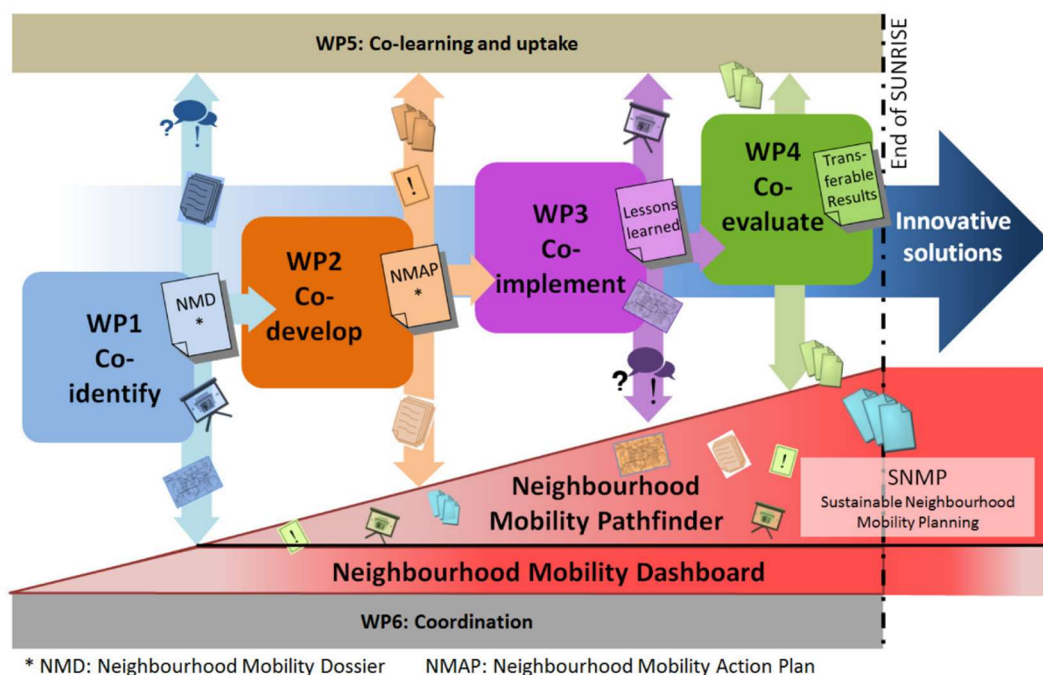 WP5: Co-learning and uptake
End of SUNRISE
?
!
!
WP4
Co-
evaluate
Trans-
ferable
Results
WP3
Co-
implement
Lessons
learned
Innovative
solutions
WP2
Co-
develop
NMAP
*
WP1
Co-
identify
NMD
*
?
!
!
!
Neighbourhood
Mobility Pathfinder
SNMP
Sustainable Neighbourhood
Mobility Planning
Neighbourhood Mobility Dashboard
WP6: Coordination
* NMD: Neighbourhood Mobility Dossier
NMAP: Neighbourhood Mobility Action Plan